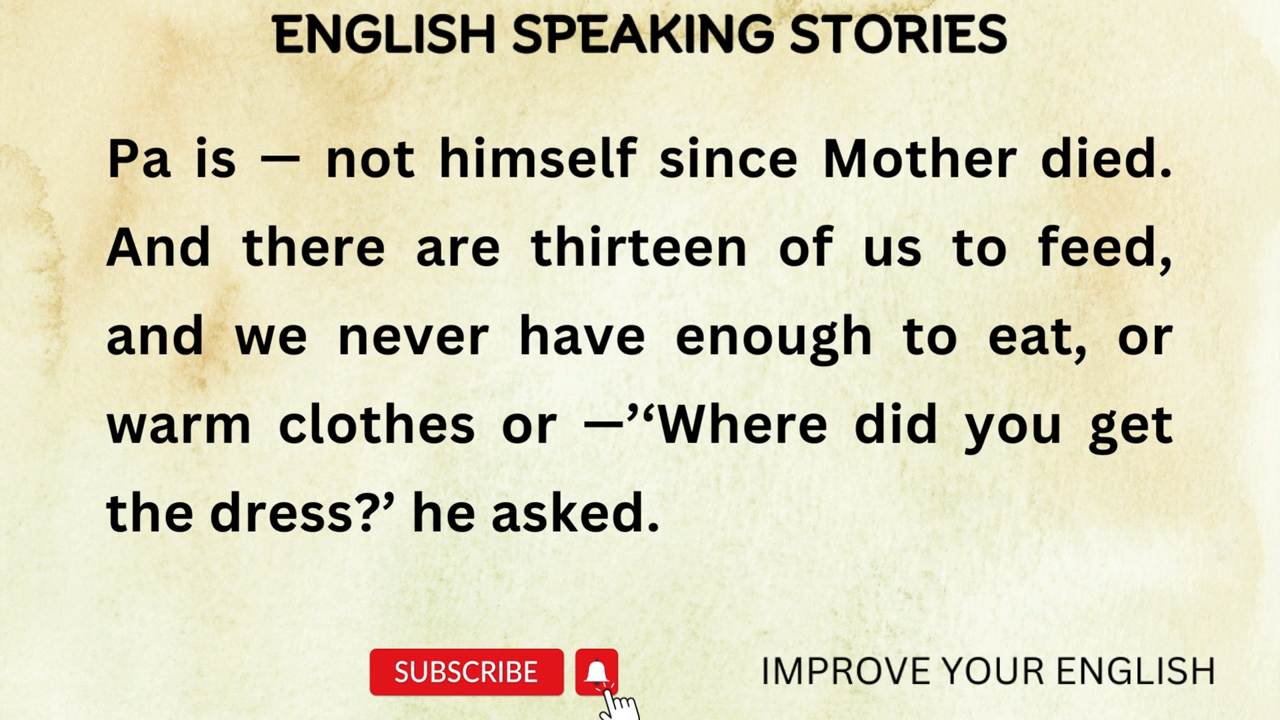 ENGLISH SPEAKING STORIES
Pa is — not himself since Mother died.
And there are thirteen of us to feed,
and we never have enough to eat, or
warm clothes or —’‘Where did you get
the dress?’ he asked.
SUBSCRIBE
IMPROVE YOUR ENGLISH